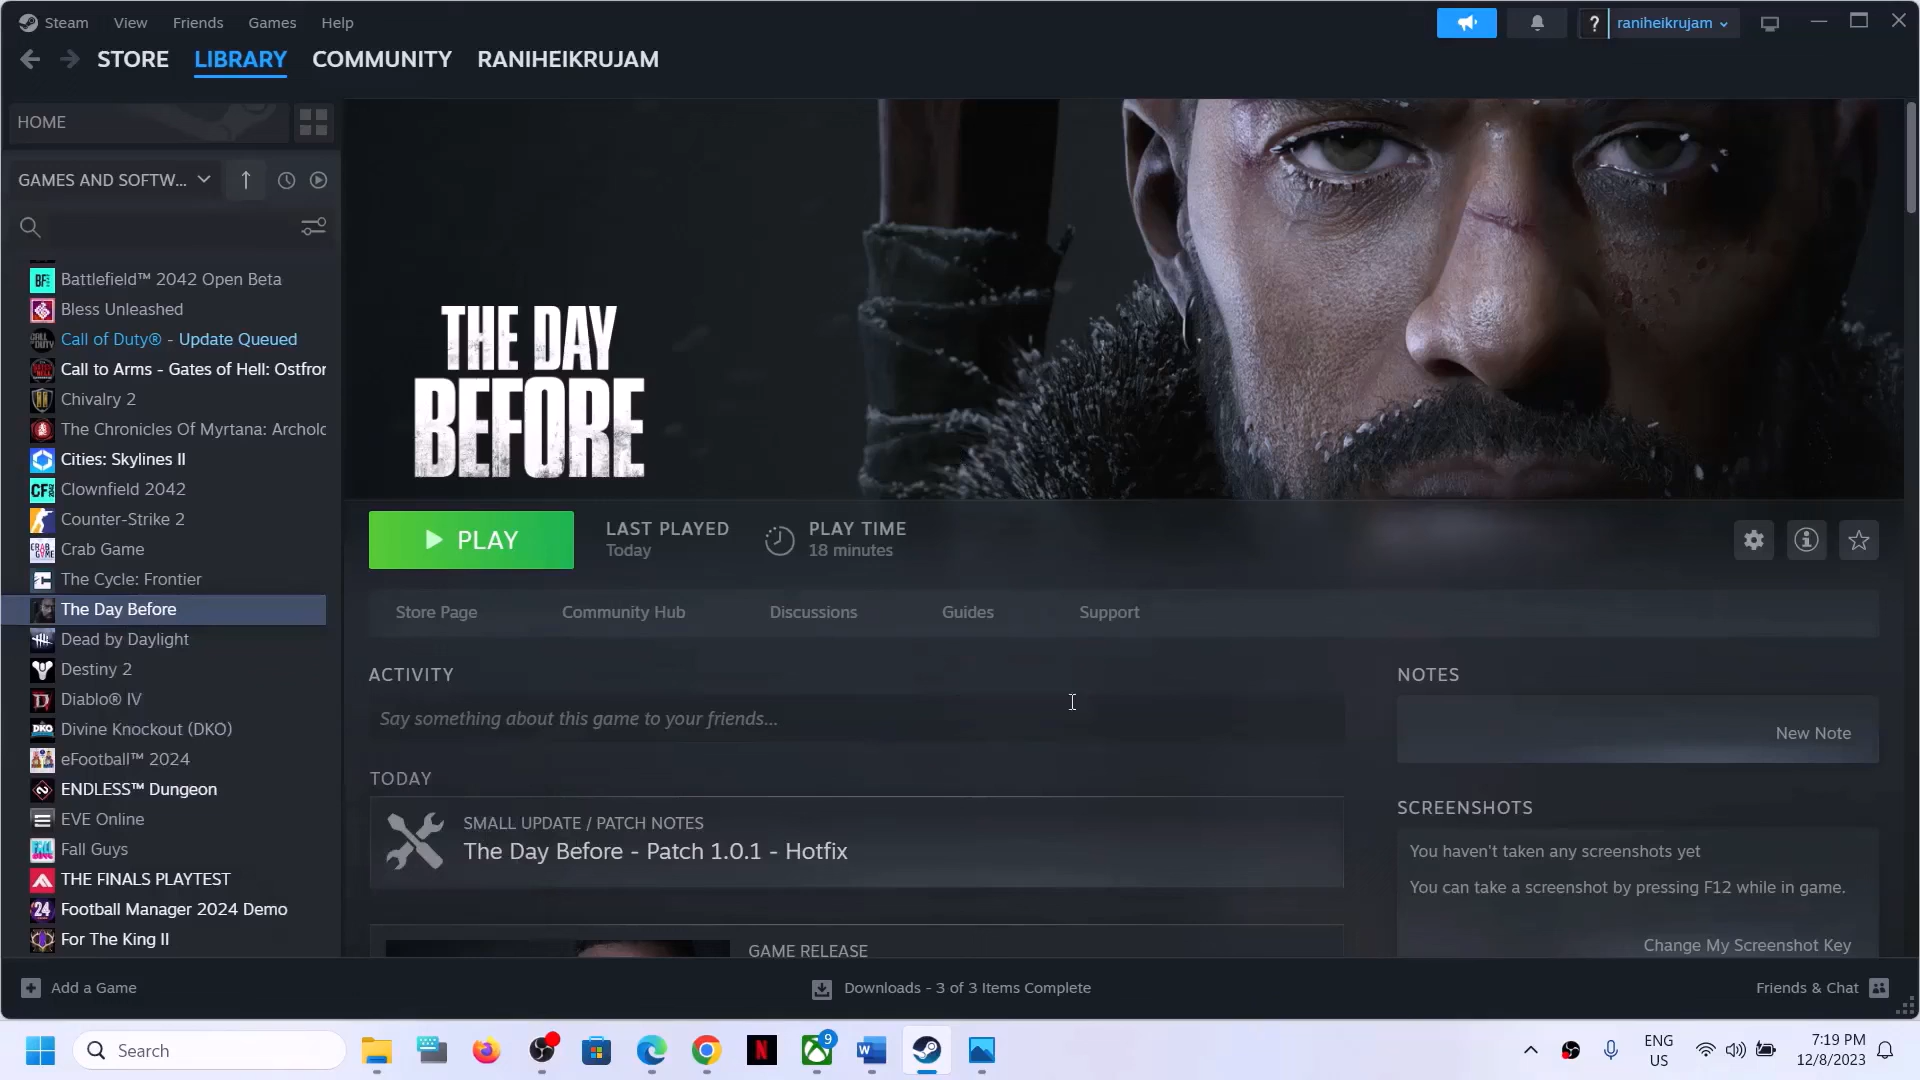 Steam View Friends Games Help
raniheikrujam
STORE LIBRARY COMMUNITY RANIHEIKRUJAM
HOME
GAMES AND SOFTW...
Battlefield™ 2042 Open Beta
Bless Unleashed
Call of Duty® - Update Queued
Call to Arms - Gates of Hell: Ostfror
Chivalry 2
The Chronicles Of Myrtana: Archolc
Cities: Skylines II
Clownfield 2042
Counter-Strike 2
Crab Game
The Cycle: Frontier
The Day Before
Dead by Daylight
Destiny 2
Diablo® IV
Divine Knockout (DKO)
eFootball™ 2024
ENDLESS™ Dungeon
EVE Online
Fall Guys
THE FINALS PLAYTEST
Football Manager 2024 Demo
For The King II
THE DAY
BEFORE
PLAY
LAST PLAYED
Today
PLAY TIME
18 minutes
Store Page Community Hub Discussions Guides Support
ACTIVITY
Say something about this game to your friends...
TODAY
SMALL UPDATE / PATCH NOTES
The Day Before - Patch 1.0.1 - Hotfix
GAME RELEASE
NOTES
New Note
SCREENSHOTS
You haven't taken any screenshots yet
You can take a screenshot by pressing F12 while in game.
Change My Screenshot Key
Add a Game
Downloads - 3 of 3 Items Complete
Friends & Chat
Search
9
ENG
US
7:19 PM
12/8/2023